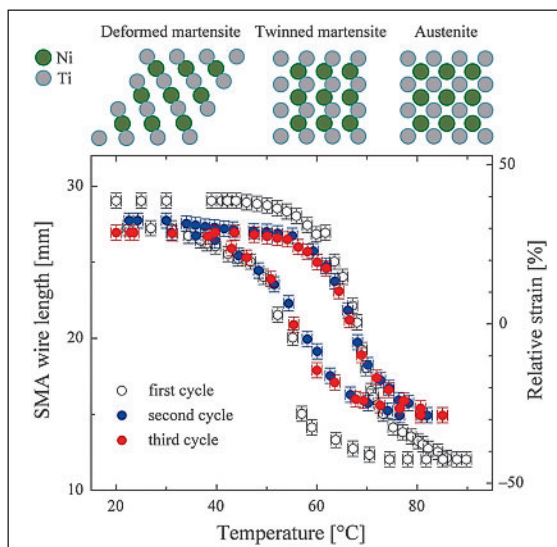 Deformed martensite Twinned martensite Austenite
Ni
Ti
30
20
10
SMA wire length [mm]
50
0
−50
Relative strain [%]
first cycle
second cycle
third cycle
20 40 60 80
Temperature [°C]